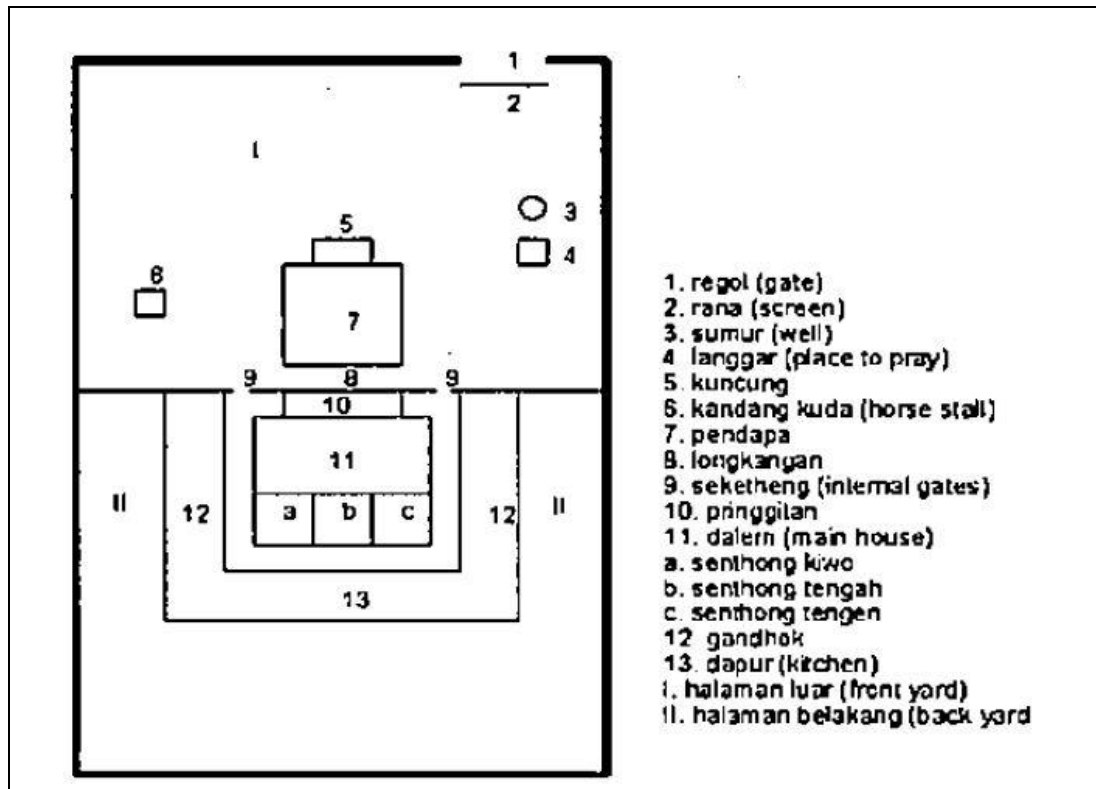 1
2
I
3
5
4
6
7
9 8 9
10
11
II 12 a b c 12 II
13
1. regol (gate)
2. rana (screen)
3. sumur (well)
4. langgar (place to pray)
5. kuncung
6. kandang kuda (horse stall)
7. pendapa
8. longkangan
9. seketheng (internal gates)
10. pringgilan
11. dalem (main house)
a. senthong kiwo
b. senthong tengah
c. senthong tengen
12 gandhok
13. dapur (kitchen)
I. halaman luar (front yard)
II. halaman belakang (back yard